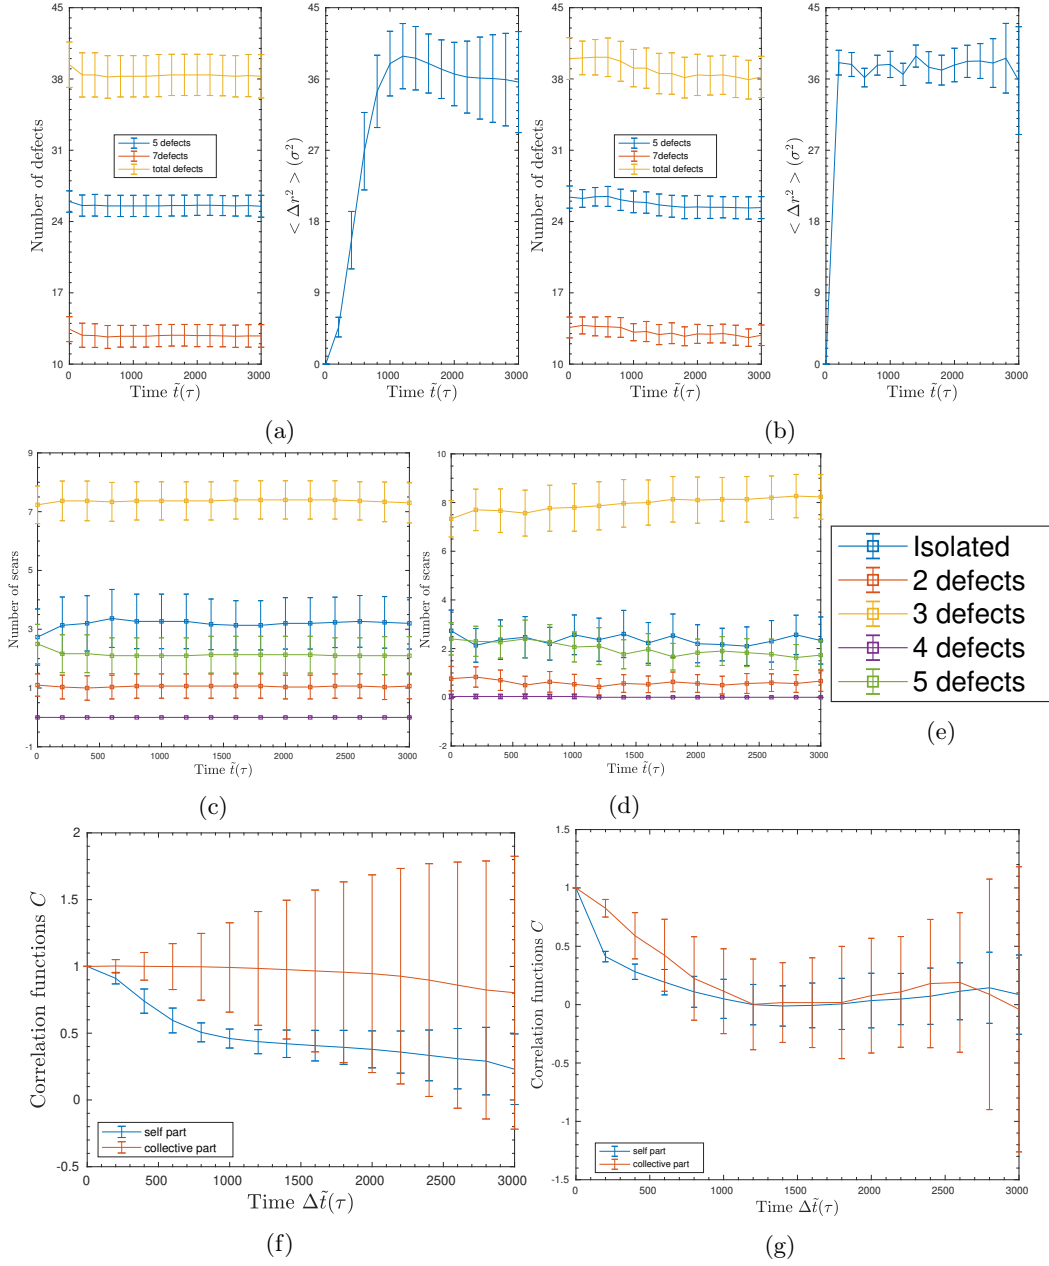 45
38
31
24
17
10
Number of defects
5 defects
7defects
total defects
0
1000
2000
3000
Time t̃(τ)
45
36
27
18
9
0
< Δr² > (σ²)
0
1000
2000
3000
Time t̃(τ)
(a)
45
38
31
24
17
10
Number of defects
5 defects
7defects
total defects
0
1000
2000
3000
Time t̃(τ)
45
36
27
18
9
0
< Δr² > (σ²)
0
1000
2000
3000
Time t̃(τ)
(b)
9
7
5
3
1
-1
Number of scars
0
500
1000
1500
2000
2500
3000
Time t̃(τ)
(c)
10
8
6
4
2
0
-2
Number of scars
0
500
1000
1500
2000
2500
3000
Time t̃(τ)
(d)
Isolated
2 defects
3 defects
4 defects
5 defects
(e)
2
1.5
1
0.5
0
-0.5
Correlation functions C
self part
collective part
0
500
1000
1500
2000
2500
3000
Time Δt̃(τ)
(f)
1.5
1
0.5
0
-0.5
-1
-1.5
Correlation functions C
self part
collective part
0
500
1000
1500
2000
2500
3000
Time Δt̃(τ)
(g)